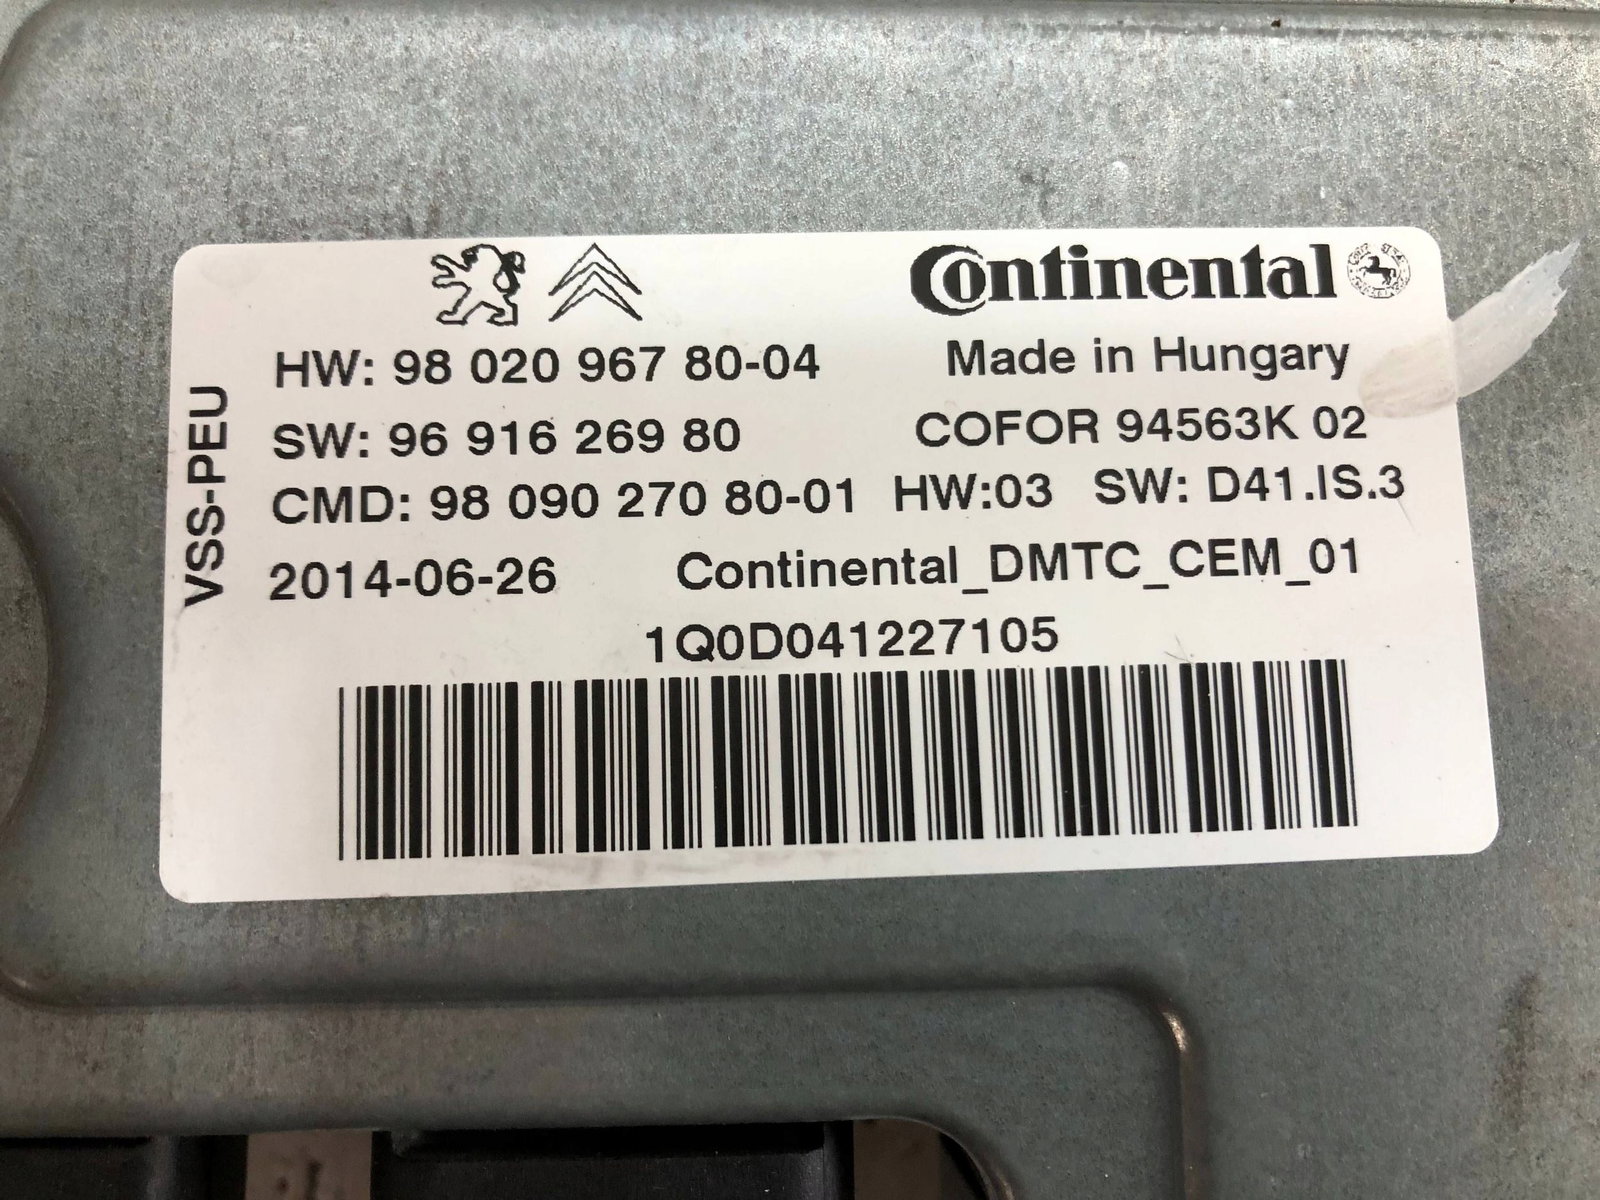 Continental
HW: 98 020 967 80-04
Made in Hungary
SW: 96 916 269 80
COFOR 94563K 02
CMD: 98 090 270 80-01 HW:03 SW: D41.IS.3
2014-06-26
Continental_DMTC_CEM_01
1Q0D041227105
VSS-PEU